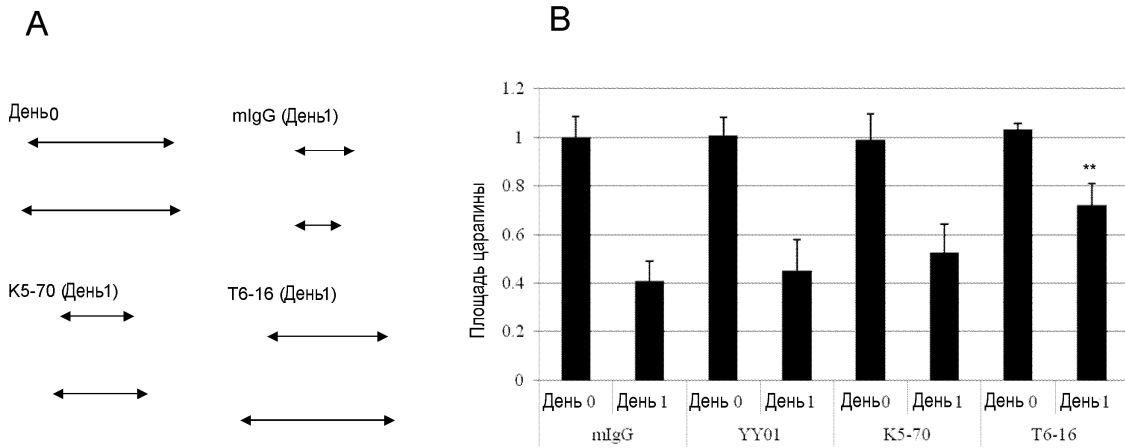 A
День0
mIgG (День1)
K5-70 (День1)
T6-16 (День1)
B
Площадь царапины
1.2
1
0.8
0.6
0.4
0.2
0
**
День 0 День 1 День 0 День 1 День0 День 1 День 0 День 1
mIgG YY01 K5-70 T6-16